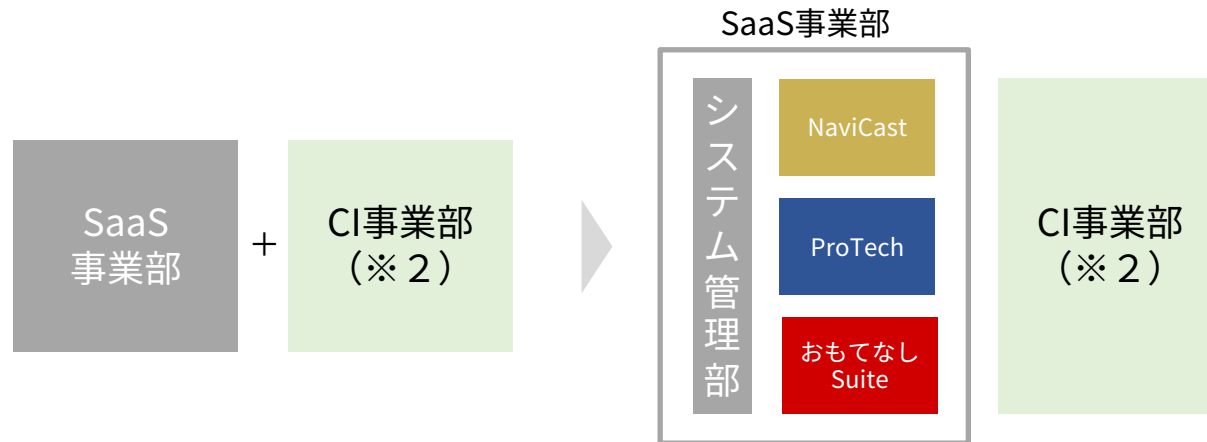 SaaS
事業部
＋
CI事業部
（※２）
SaaS事業部
システム管理部
NaviCast
ProTech
おもてなし
Suite
CI事業部
（※２）